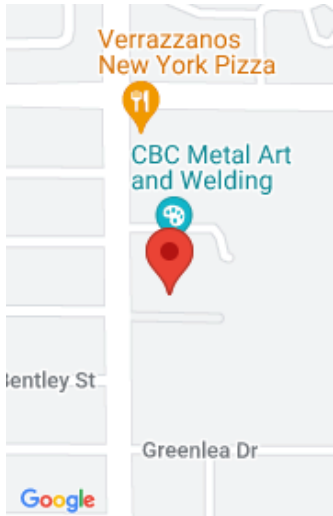 Verrazzanos
New York Pizza
CBC Metal Art
and Welding
Bentley St
Greenlea Dr
Google